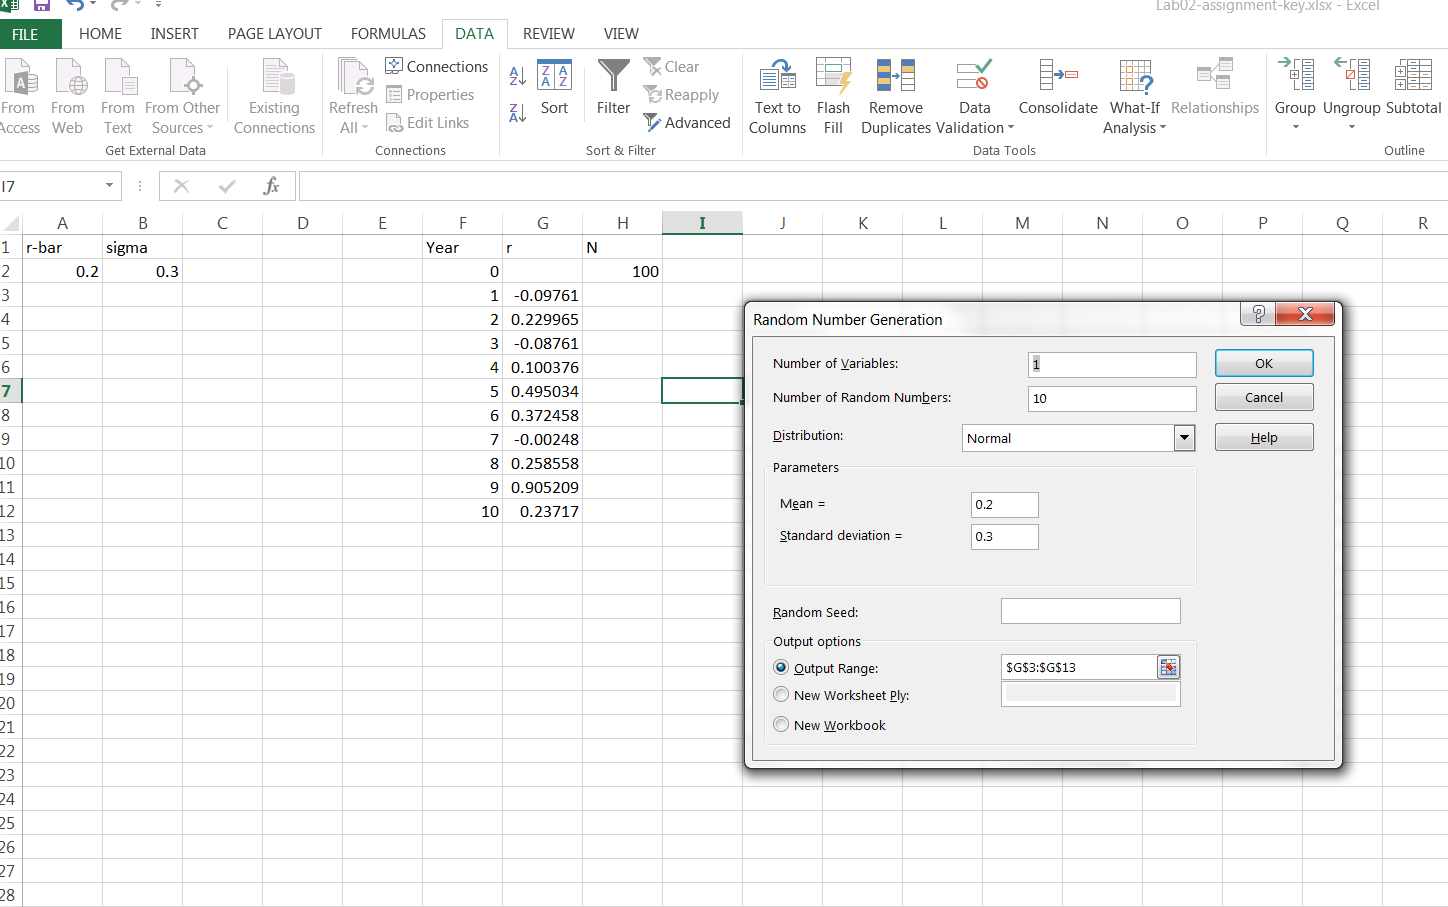 Lab02-assignment-key.xlsx - Excel
FILE HOME INSERT PAGE LAYOUT FORMULAS DATA REVIEW VIEW
From Access
From Web
From Text
From Other Sources
Existing Connections
Refresh All
Connections
Properties
Edit Links
Sort
Filter
Clear
Reapply
Advanced
Text to Columns
Flash Fill
Remove Duplicates
Data Validation
Consolidate
What-If Analysis
Relationships
Group
Ungroup
Subtotal
Get External Data
Connections
Sort & Filter
Data Tools
Outline
I7
fx
A B C D E F G H I J K L M N O P Q R
1 r-bar sigma Year r N
2 0.2 0.3 0 100
3 1 -0.09761
4 2 0.229965
5 3 -0.08761
6 4 0.100376
7 5 0.495034
8 6 0.372458
9 7 -0.00248
10 8 0.258558
11 9 0.905209
12 10 0.23717
13
14
15
16
17
18
19
20
21
22
23
24
25
26
27
28
Random Number Generation
Number of Variables: 1
OK
Number of Random Numbers: 10
Cancel
Distribution: Normal
Help
Parameters
Mean = 0.2
Standard deviation = 0.3
Random Seed:
Output options
Output Range: $G$3:$G$13
New Worksheet Ply:
New Workbook